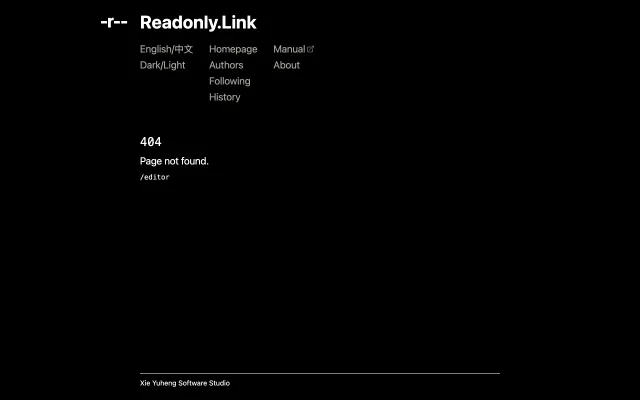 -r-- Readonly.Link
English/中文 Homepage Manual
Dark/Light Authors About
Following
History
404
Page not found.
/editor
Xie Yuheng Software Studio